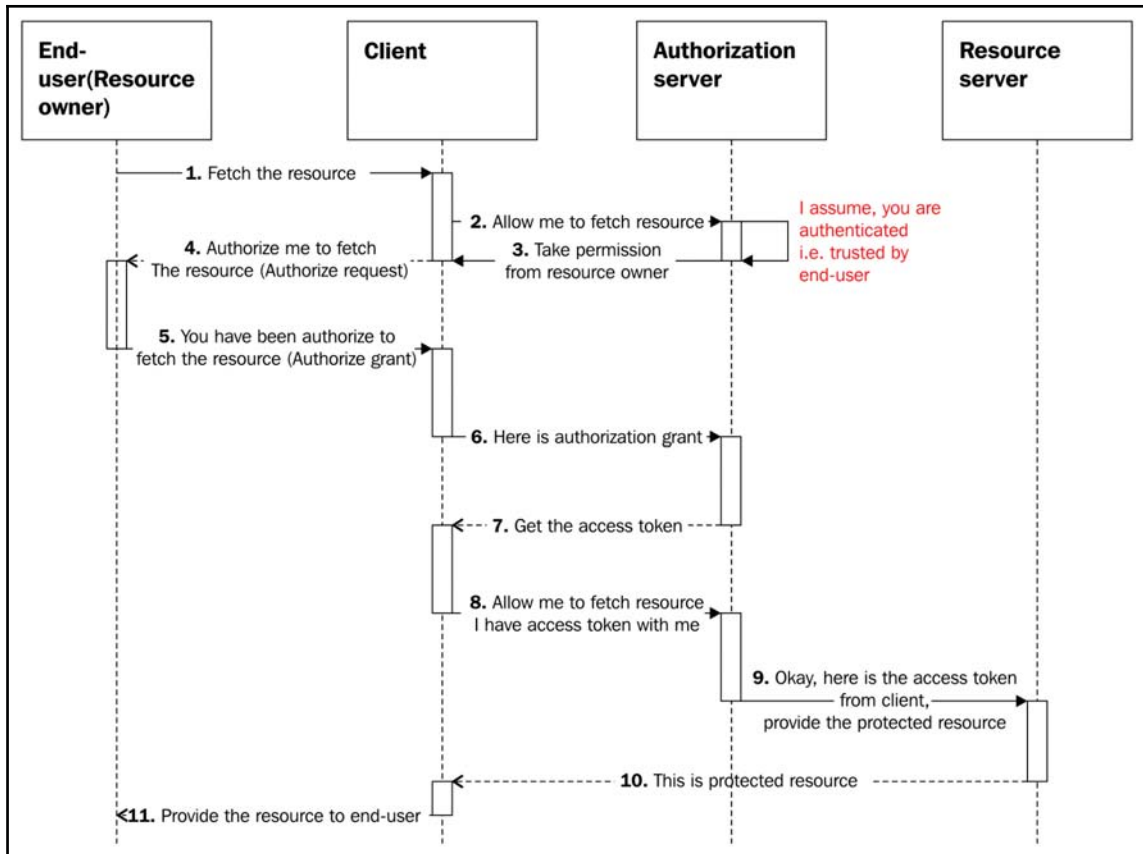 End-
user(Resource
owner)
Client
Authorization
server
Resource
server
1. Fetch the resource
2. Allow me to fetch resource
I assume, you are
authenticated
i.e. trusted by
end-user
3. Take permission
from resource owner
4. Authorize me to fetch
The resource (Authorize request)
5. You have been authorize to
fetch the resource (Authorize grant)
6. Here is authorization grant
7. Get the access token
8. Allow me to fetch resource
I have access token with me
9. Okay, here is the access token
from client,
provide the protected resource
10. This is protected resource
11. Provide the resource to end-user